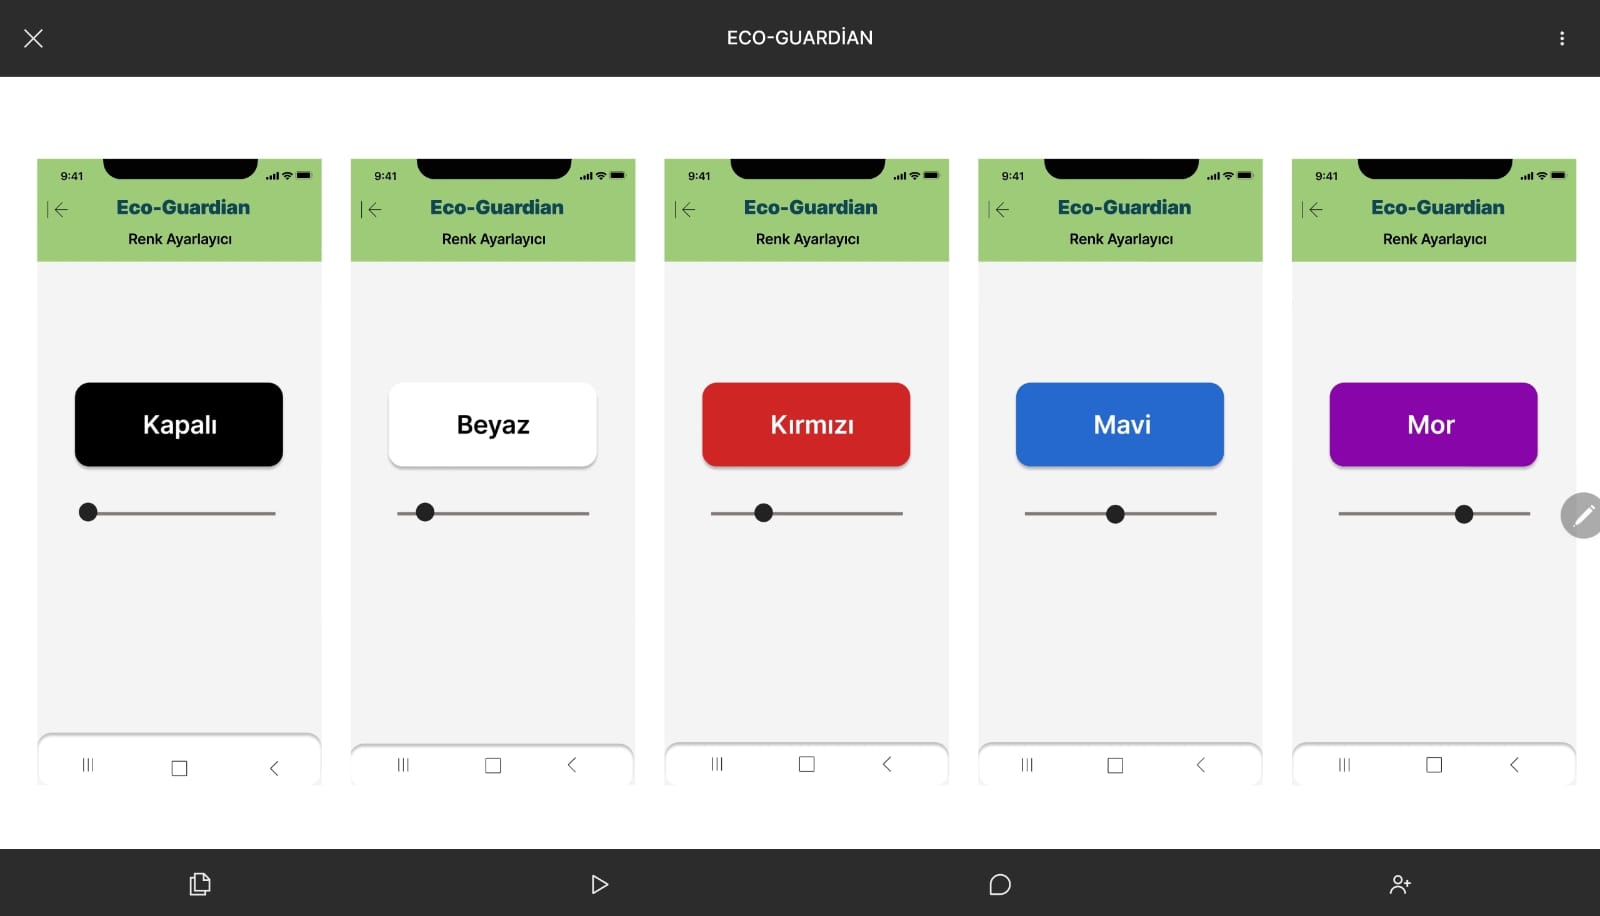 ECO-GUARDİAN
9:41
Eco-Guardian
Renk Ayarlayıcı
Kapalı
9:41
Eco-Guardian
Renk Ayarlayıcı
Beyaz
9:41
Eco-Guardian
Renk Ayarlayıcı
Kırmızı
9:41
Eco-Guardian
Renk Ayarlayıcı
Mavi
9:41
Eco-Guardian
Renk Ayarlayıcı
Mor